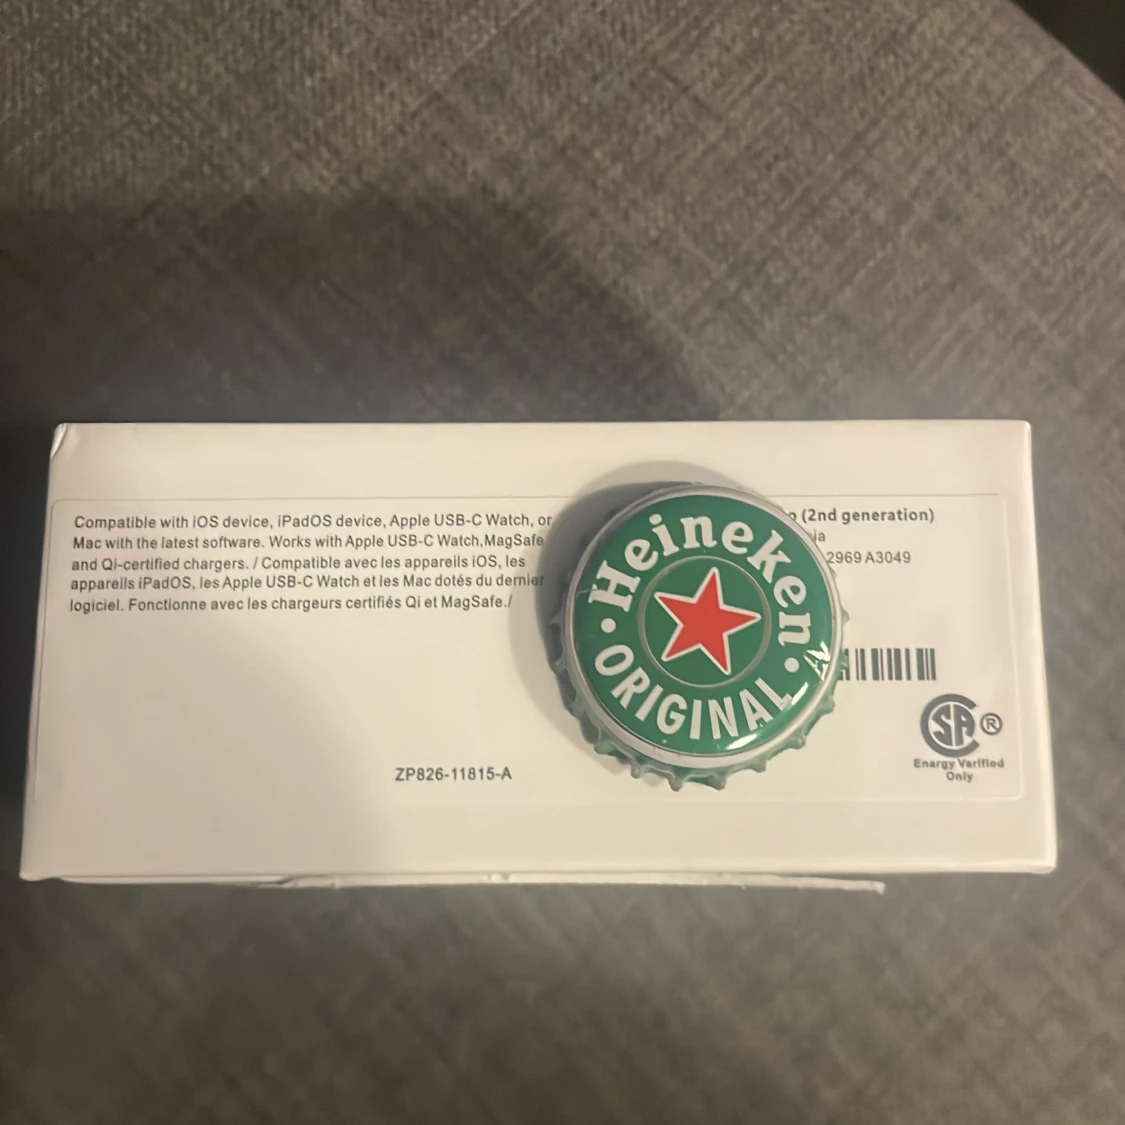 Compatible with iOS device, iPadOS device, Apple USB-C Watch, or
Mac with the latest software. Works with Apple USB-C Watch,MagSafe
and Qi-certified chargers. / Compatible avec les appareils iOS, les
appareils iPadOS, les Apple USB-C Watch et les Mac dotés du dernier
logiciel. Fonctionne avec les chargeurs certifiés Qi et MagSafe./
ZP826-11815-A
Heineken
ORIGINAL
(2nd generation)
2969 A3049
SA ®
Enargy Varified
Only